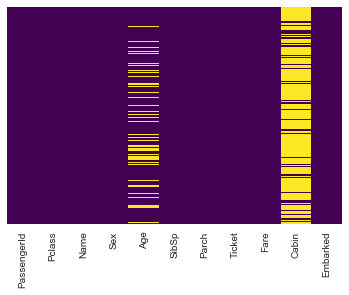 PassengerId
Pclass
Name
Sex
Age
SibSp
Parch
Ticket
Fare
Cabin
Embarked